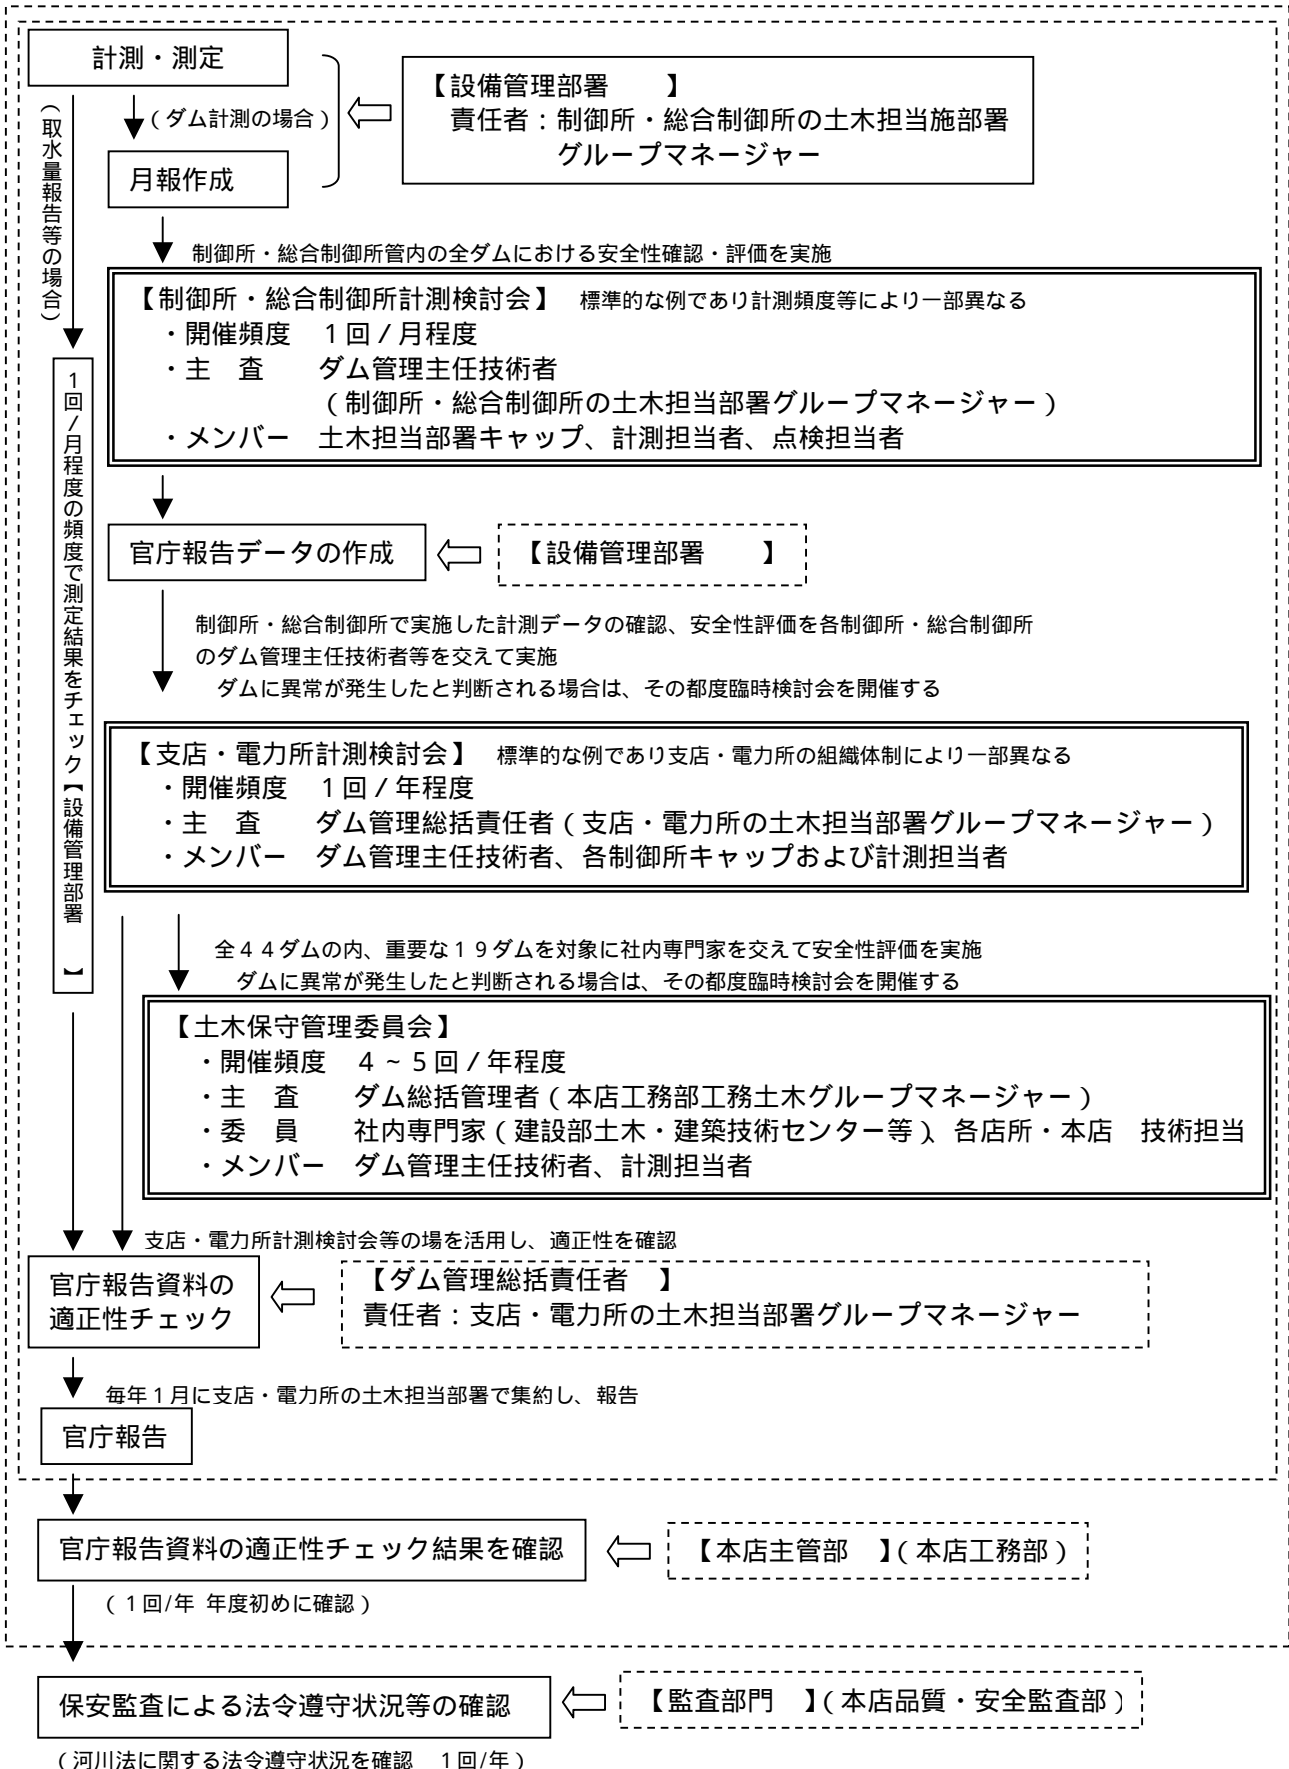 計測・測定
(ダム計測の場合)
【設備管理部署　　】
責任者：制御所・総合制御所の土木担当施部署
グループマネージャー
(取水量報告等の場合)
月報作成
制御所・総合制御所管内の全ダムにおける安全性確認・評価を実施
【制御所・総合制御所計測検討会】　標準的な例であり計測頻度等により一部異なる
・開催頻度　１回／月程度
・主　査　　ダム管理主任技術者
(制御所・総合制御所の土木担当部署グループマネージャー)
・メンバー　土木担当部署キャップ、計測担当者、点検担当者
１回/月程度の頻度で測定結果をチェック【設備管理部署　　】
官庁報告データの作成
【設備管理部署　　】
制御所・総合制御所で実施した計測データの確認、安全性評価を各制御所・総合制御所
のダム管理主任技術者等を交えて実施
ダムに異常が発生したと判断される場合は、その都度臨時検討会を開催する
【支店・電力所計測検討会】　標準的な例であり支店・電力所の組織体制により一部異なる
・開催頻度　１回／年程度
・主　査　　ダム管理総括責任者(支店・電力所の土木担当部署グループマネージャー)
・メンバー　ダム管理主任技術者、各制御所キャップおよび計測担当者
全４４ダムの内、重要な１９ダムを対象に社内専門家を交えて安全性評価を実施
ダムに異常が発生したと判断される場合は、その都度臨時検討会を開催する
【土木保守管理委員会】
・開催頻度　４～５回／年程度
・主　査　　ダム総括管理者(本店工務部工務土木グループマネージャー)
・委　員　　社内専門家(建設部土木・建築技術センター等)、各店所・本店　技術担当
・メンバー　ダム管理主任技術者、計測担当者
支店・電力所計測検討会等の場を活用し、適正性を確認
官庁報告資料の
適正性チェック
【ダム管理総括責任者　】
責任者：支店・電力所の土木担当部署グループマネージャー
毎年１月に支店・電力所の土木担当部署で集約し、報告
官庁報告
官庁報告資料の適正性チェック結果を確認
【本店主管部　】(本店工務部)
(１回/年 年度初めに確認)
保安監査による法令遵守状況等の確認
【監査部門　】(本店品質・安全監査部)
(河川法に関する法令遵守状況を確認　１回/年)